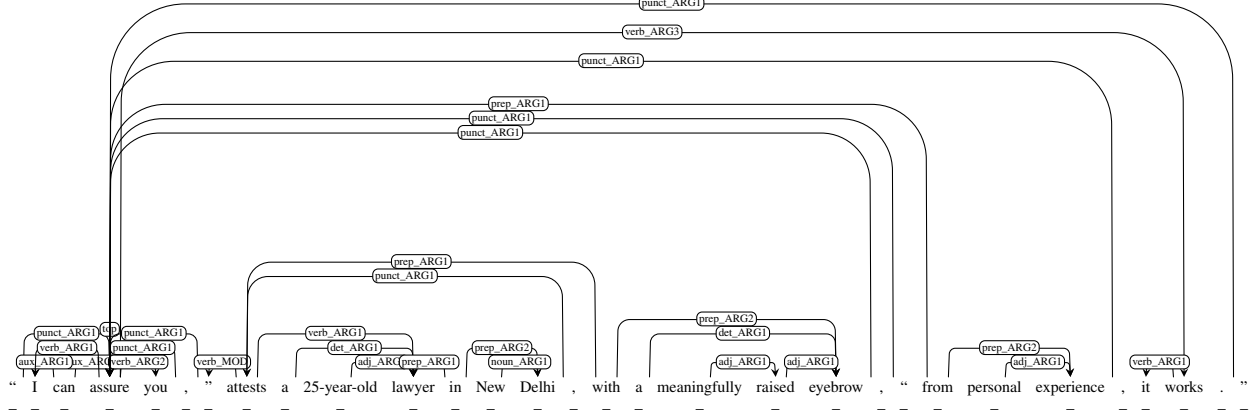 punct_ARG1
verb_ARG3
punct_ARG1
prep_ARG1
punct_ARG1
punct_ARG1
prep_ARG1
punct_ARG1
prep_ARG2
punct_ARG1 top punct_ARG1 verb_ARG1 det_ARG1
verb_ARG1 punct_ARG1 det_ARG1 prep_ARG2 prep_ARG2
aux_ARG1 verb_ARG2 verb_MOD prep_ARG1 noun_ARG1 adj_ARG1 adj_ARG1 adj_ARG1 verb_ARG1
“ I can assure you , ” attests a 25-year-old lawyer in New Delhi , with a meaningfully raised eyebrow , “ from personal experience , it works . ”